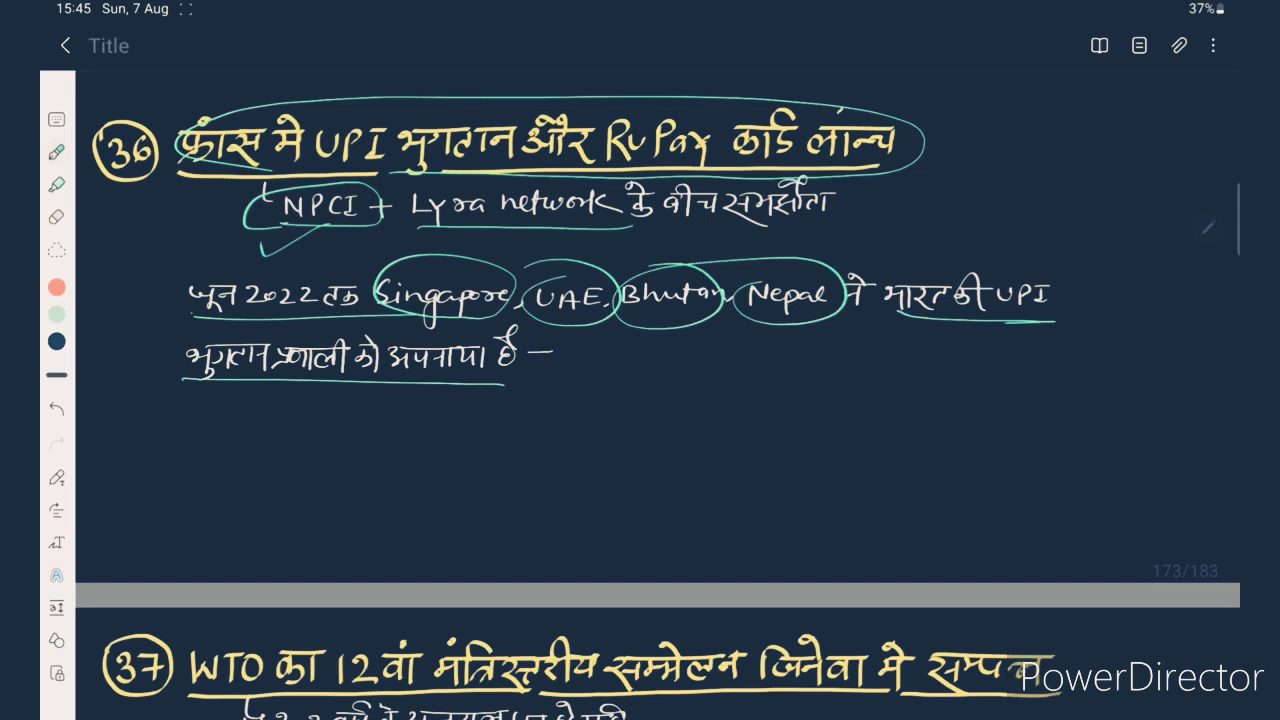 15:45 Sun, 7 Aug
37%
Title
36 फ्रांस मे UPI भुगतान और RuPay कार्ड लांन्च
NPCI + Lyra network के बीच समझौता
जून 2022 तक Singapore, UAE, Bhutan, Nepal ने भारत की UPI
भुगतान प्रणाली को अपनाया है –
173/183
37 WTO का 12 वां मंत्रिस्तरीय सम्मेलन जिनेवा मे सम्पन्न
PowerDirector